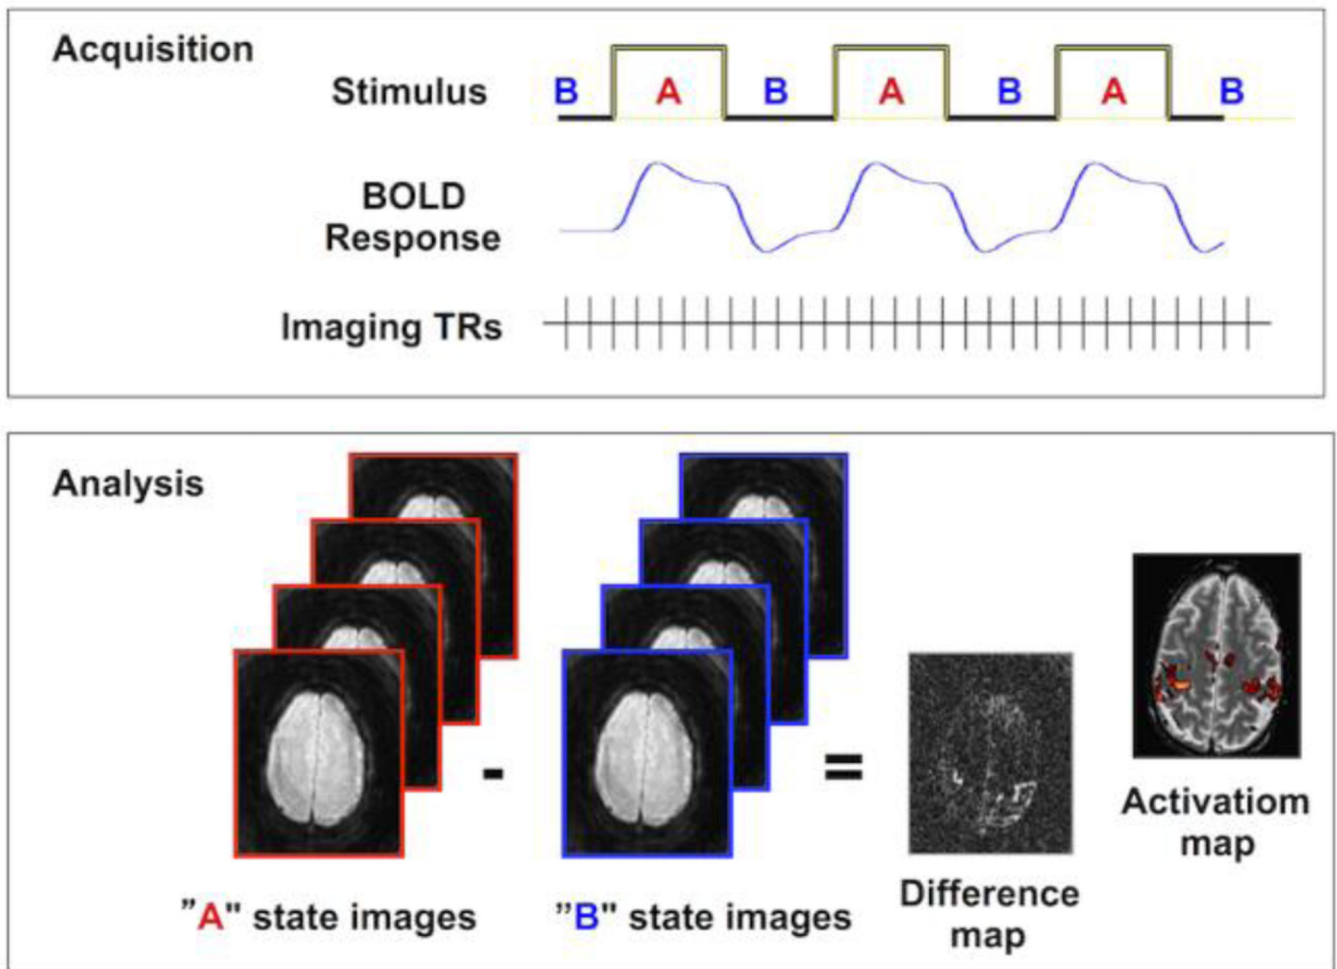 Acquisition
Stimulus
B A B A B A B
BOLD
Response
Imaging TRs
Analysis
"A" state images
-
"B" state images
=
Difference
map
Activatiom
map